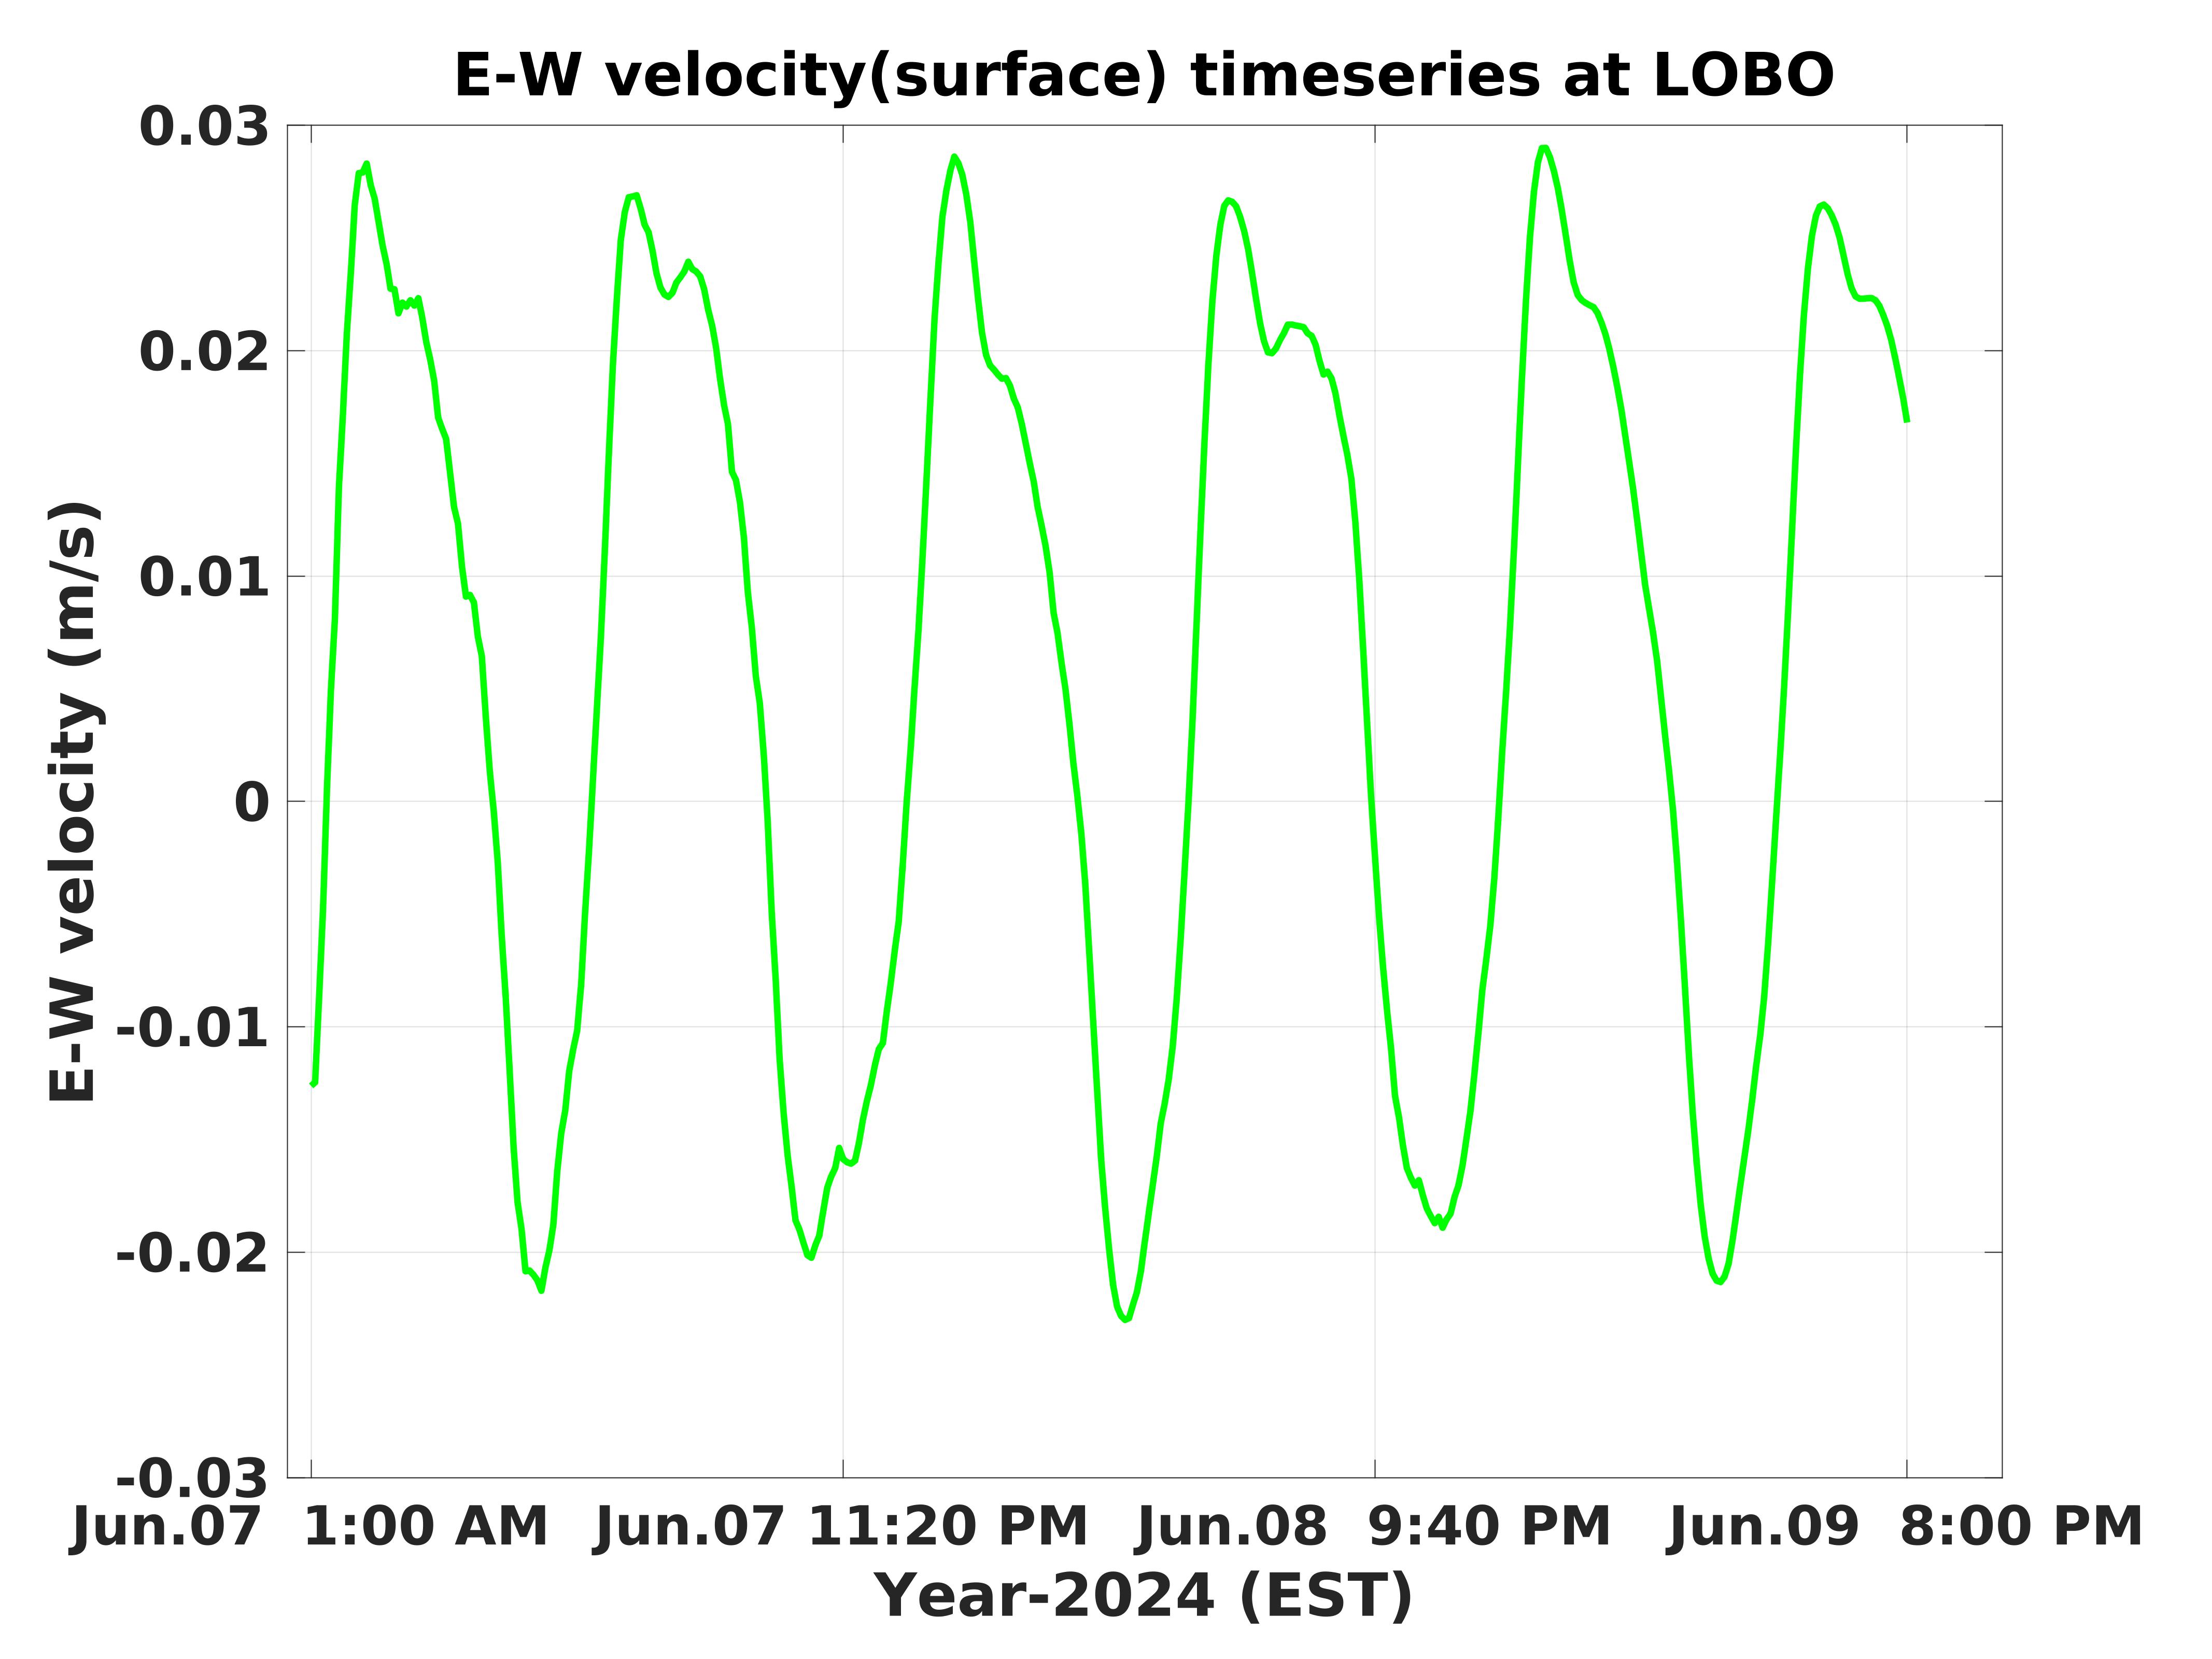 E-W velocity(surface) timeseries at LOBO
E-W velocity (m/s)
0.03
0.02
0.01
0
-0.01
-0.02
-0.03
Jun.07 1:00 AM
Jun.07 11:20 PM
Jun.08 9:40 PM
Jun.09 8:00 PM
Year-2024 (EST)